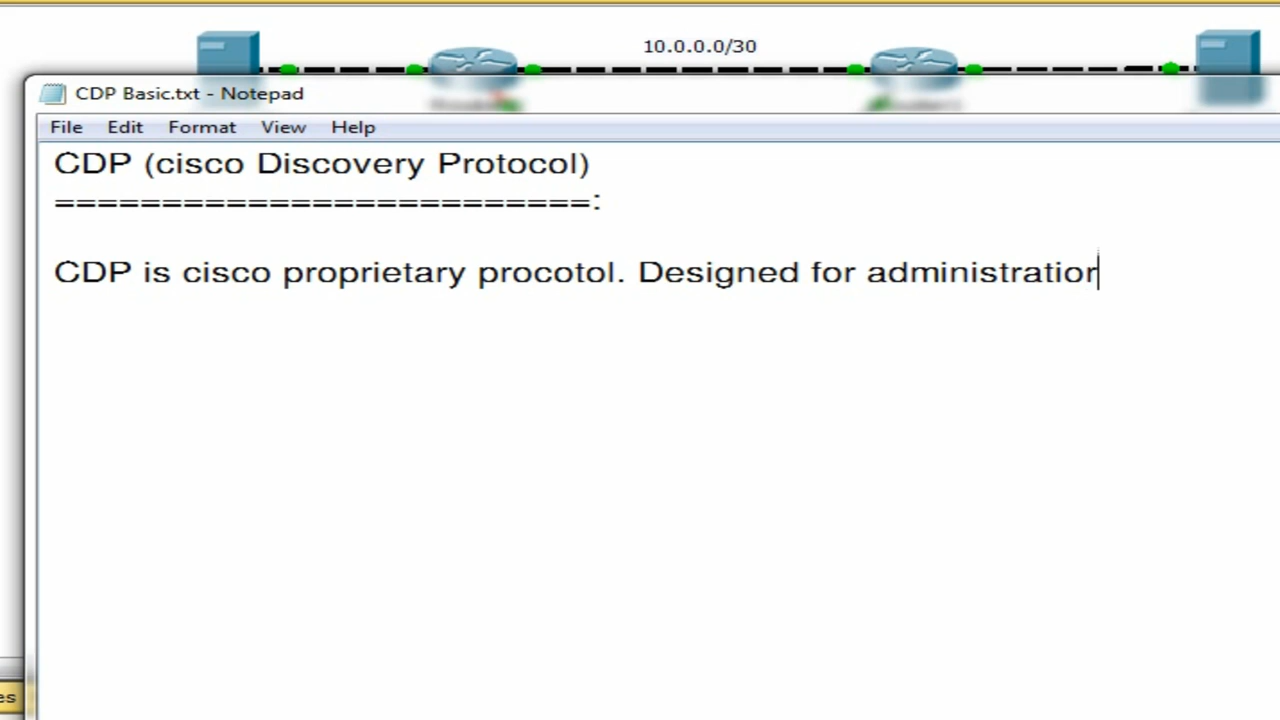 10.0.0.0/30
CDP Basic.txt - Notepad
File Edit Format View Help
CDP (cisco Discovery Protocol)
=========================:
CDP is cisco proprietary procotol. Designed for administratior
es